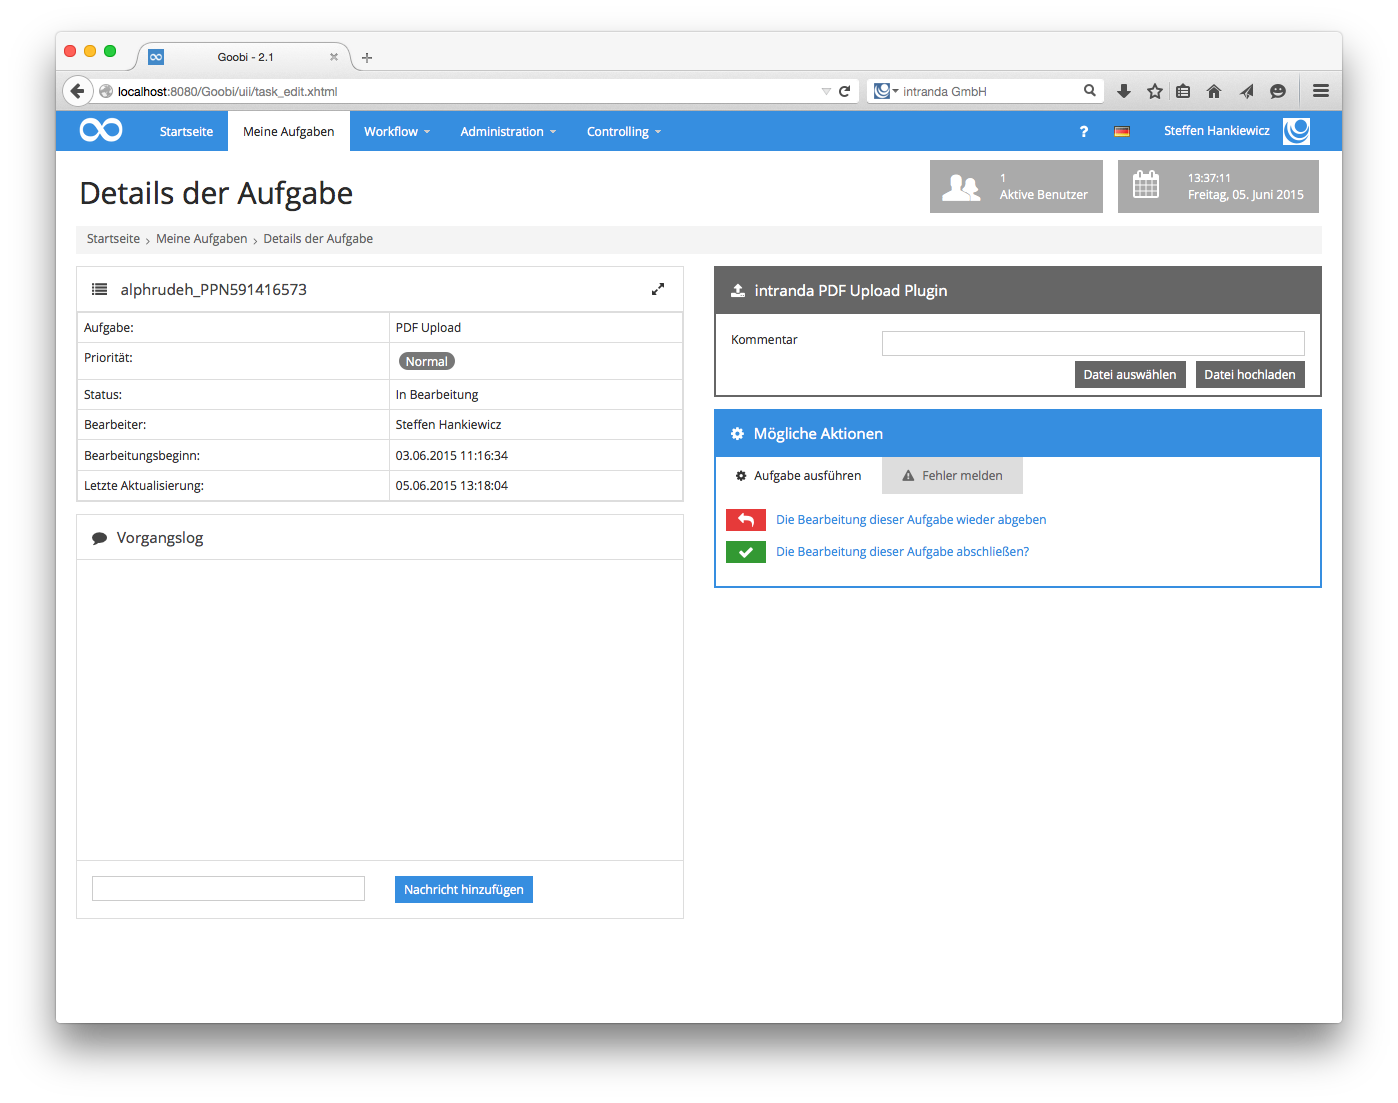 Goobi - 2.1
localhost:8080/Goobi/uii/task_edit.xhtml
intranda GmbH
Startseite Meine Aufgaben Workflow Administration Controlling ? Steffen Hankiewicz
Details der Aufgabe
1
Aktive Benutzer
13:37:11
Freitag, 05. Juni 2015
Startseite › Meine Aufgaben › Details der Aufgabe
alphrudeh_PPN591416573
Aufgabe: PDF Upload
Priorität: Normal
Status: In Bearbeitung
Bearbeiter: Steffen Hankiewicz
Bearbeitungsbeginn: 03.06.2015 11:16:34
Letzte Aktualisierung: 05.06.2015 13:18:04
Vorgangslog
Nachricht hinzufügen
intranda PDF Upload Plugin
Kommentar
Datei auswählen Datei hochladen
Mögliche Aktionen
Aufgabe ausführen Fehler melden
Die Bearbeitung dieser Aufgabe wieder abgeben
Die Bearbeitung dieser Aufgabe abschließen?